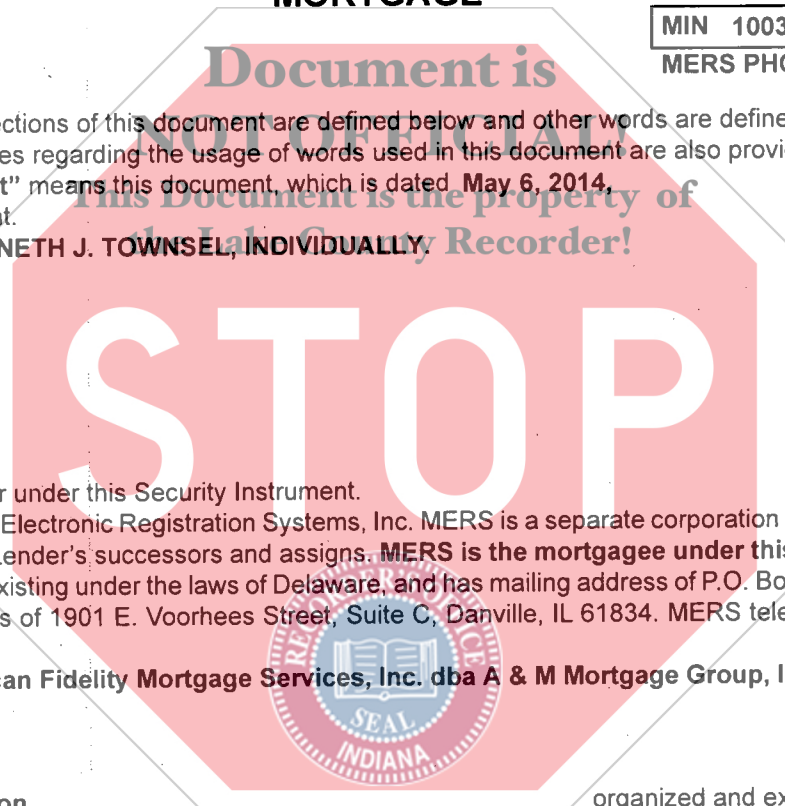 MORTGAGE
MIN 1003
MERS PHO
Document is
NOT OFFICIAL!
This Document is the property of
the Lake County Recorder!
ctions of this document are defined below and other words are define
es regarding the usage of words used in this document are also provi
t” means this document, which is dated May 6, 2014,
t.
NETH J. TOWNSEL, INDIVIDUALLY.
STOP
r under this Security Instrument.
Electronic Registration Systems, Inc. MERS is a separate corporation
Lender’s successors and assigns. MERS is the mortgagee under this
xisting under the laws of Delaware, and has mailing address of P.O. Bo
s of 1901 E. Voorhees Street, Suite C, Danville, IL 61834. MERS tele
can Fidelity Mortgage Services, Inc. dba A & M Mortgage Group, I
RECORDER'S OFFICE
SEAL
INDIANA
on
organized and ex